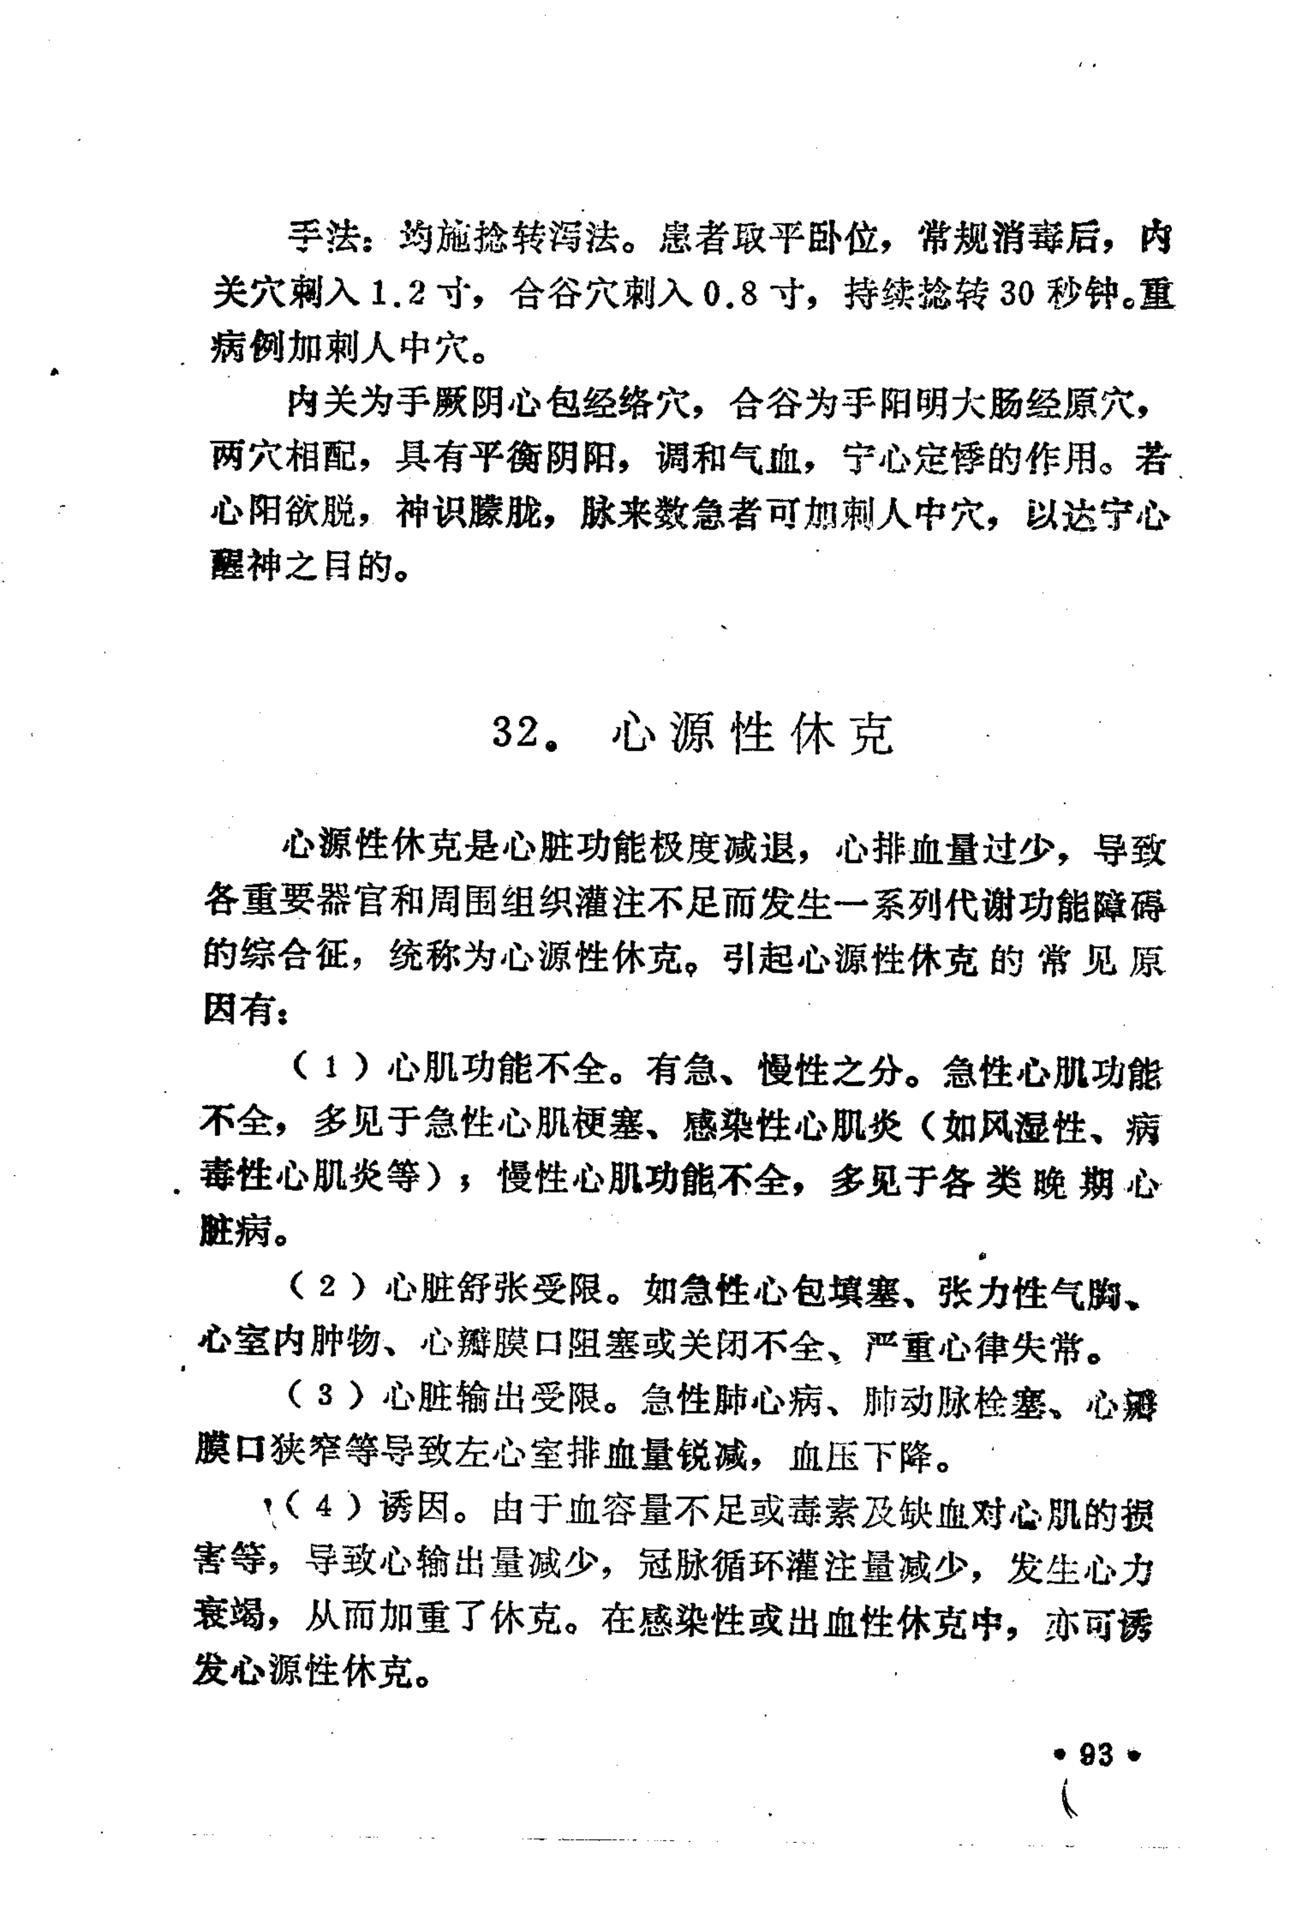 手法：均施捻转泻法。患者取平卧位，常规消毒后，内
关穴刺入1.2寸，合谷穴刺入0.8寸，持续捻转30秒钟。重
病例加刺人中穴。
内关为手厥阴心包经络穴，合谷为手阳明大肠经原穴，
两穴相配，具有平衡阴阳，调和气血，宁心定悸的作用。若
心阳欲脱，神识朦胧，脉来数急者可加刺人中穴，以达宁心
醒神之目的。
32．心源性休克
心源性休克是心脏功能极度减退，心排血量过少，导致
各重要器官和周围组织灌注不足而发生一系列代谢功能障碍
的综合征，统称为心源性休克。引起心源性休克的常见原
因有：
（1）心肌功能不全。有急、慢性之分。急性心肌功能
不全，多见于急性心肌梗塞、感染性心肌炎（如风湿性、病
毒性心肌炎等）；慢性心肌功能不全，多见于各类晚期心
脏病。
（2）心脏舒张受限。如急性心包填塞、张力性气胸、
心室内肿物、心瓣膜口阻塞或关闭不全、严重心律失常。
（3）心脏输出受限。急性肺心病、肺动脉栓塞、心瓣
膜口狭窄等导致左心室排血量锐减，血压下降。
（4）诱因。由于血容量不足或毒素及缺血对心肌的损
害等，导致心输出量减少，冠脉循环灌注量减少，发生心力
衰竭，从而加重了休克。在感染性或出血性休克中，亦可诱
发心源性休克。
• 93 •